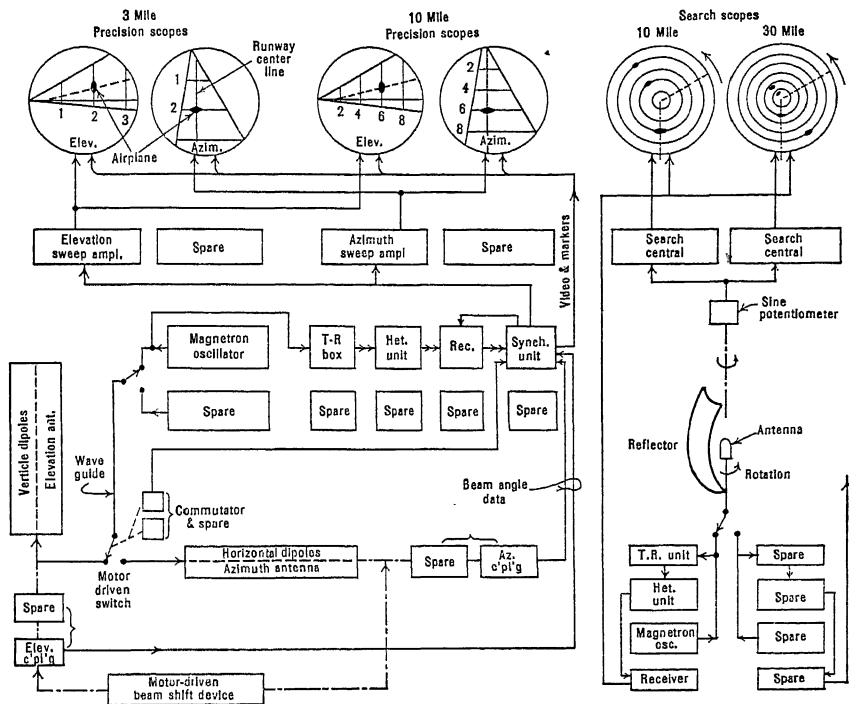 3 Mile
Precision scopes
10 Mile
Precision scopes
Search scopes
10 Mile
30 Mile
Runway
center
line
1
2
3
Elev.
1
2
Azim.
Airplane
2
4
6
8
Elev.
2
4
6
8
Azim.
Elevation
sweep ampl.
Spare
Azimuth
sweep ampl
Spare
Video & markers
Search
central
Search
central
Sine
potentiometer
Magnetron
oscillator
T-R
box
Het.
unit
Rec.
Synch.
unit
Spare
Spare
Spare
Spare
Spare
Verticle dipoles
Elevation ant.
Wave
guide
Commutator
& spare
Beam angle
data
Reflector
Antenna
Rotation
Motor
driven
switch
Horizontal dipoles
Azimuth antenna
Spare
Az.
c'pl'g
Spare
Elev.
c'pl'g
Motor-driven
beam shift device
T.R. unit
Spare
Het.
unit
Spare
Magnetron
osc.
Spare
Receiver
Spare